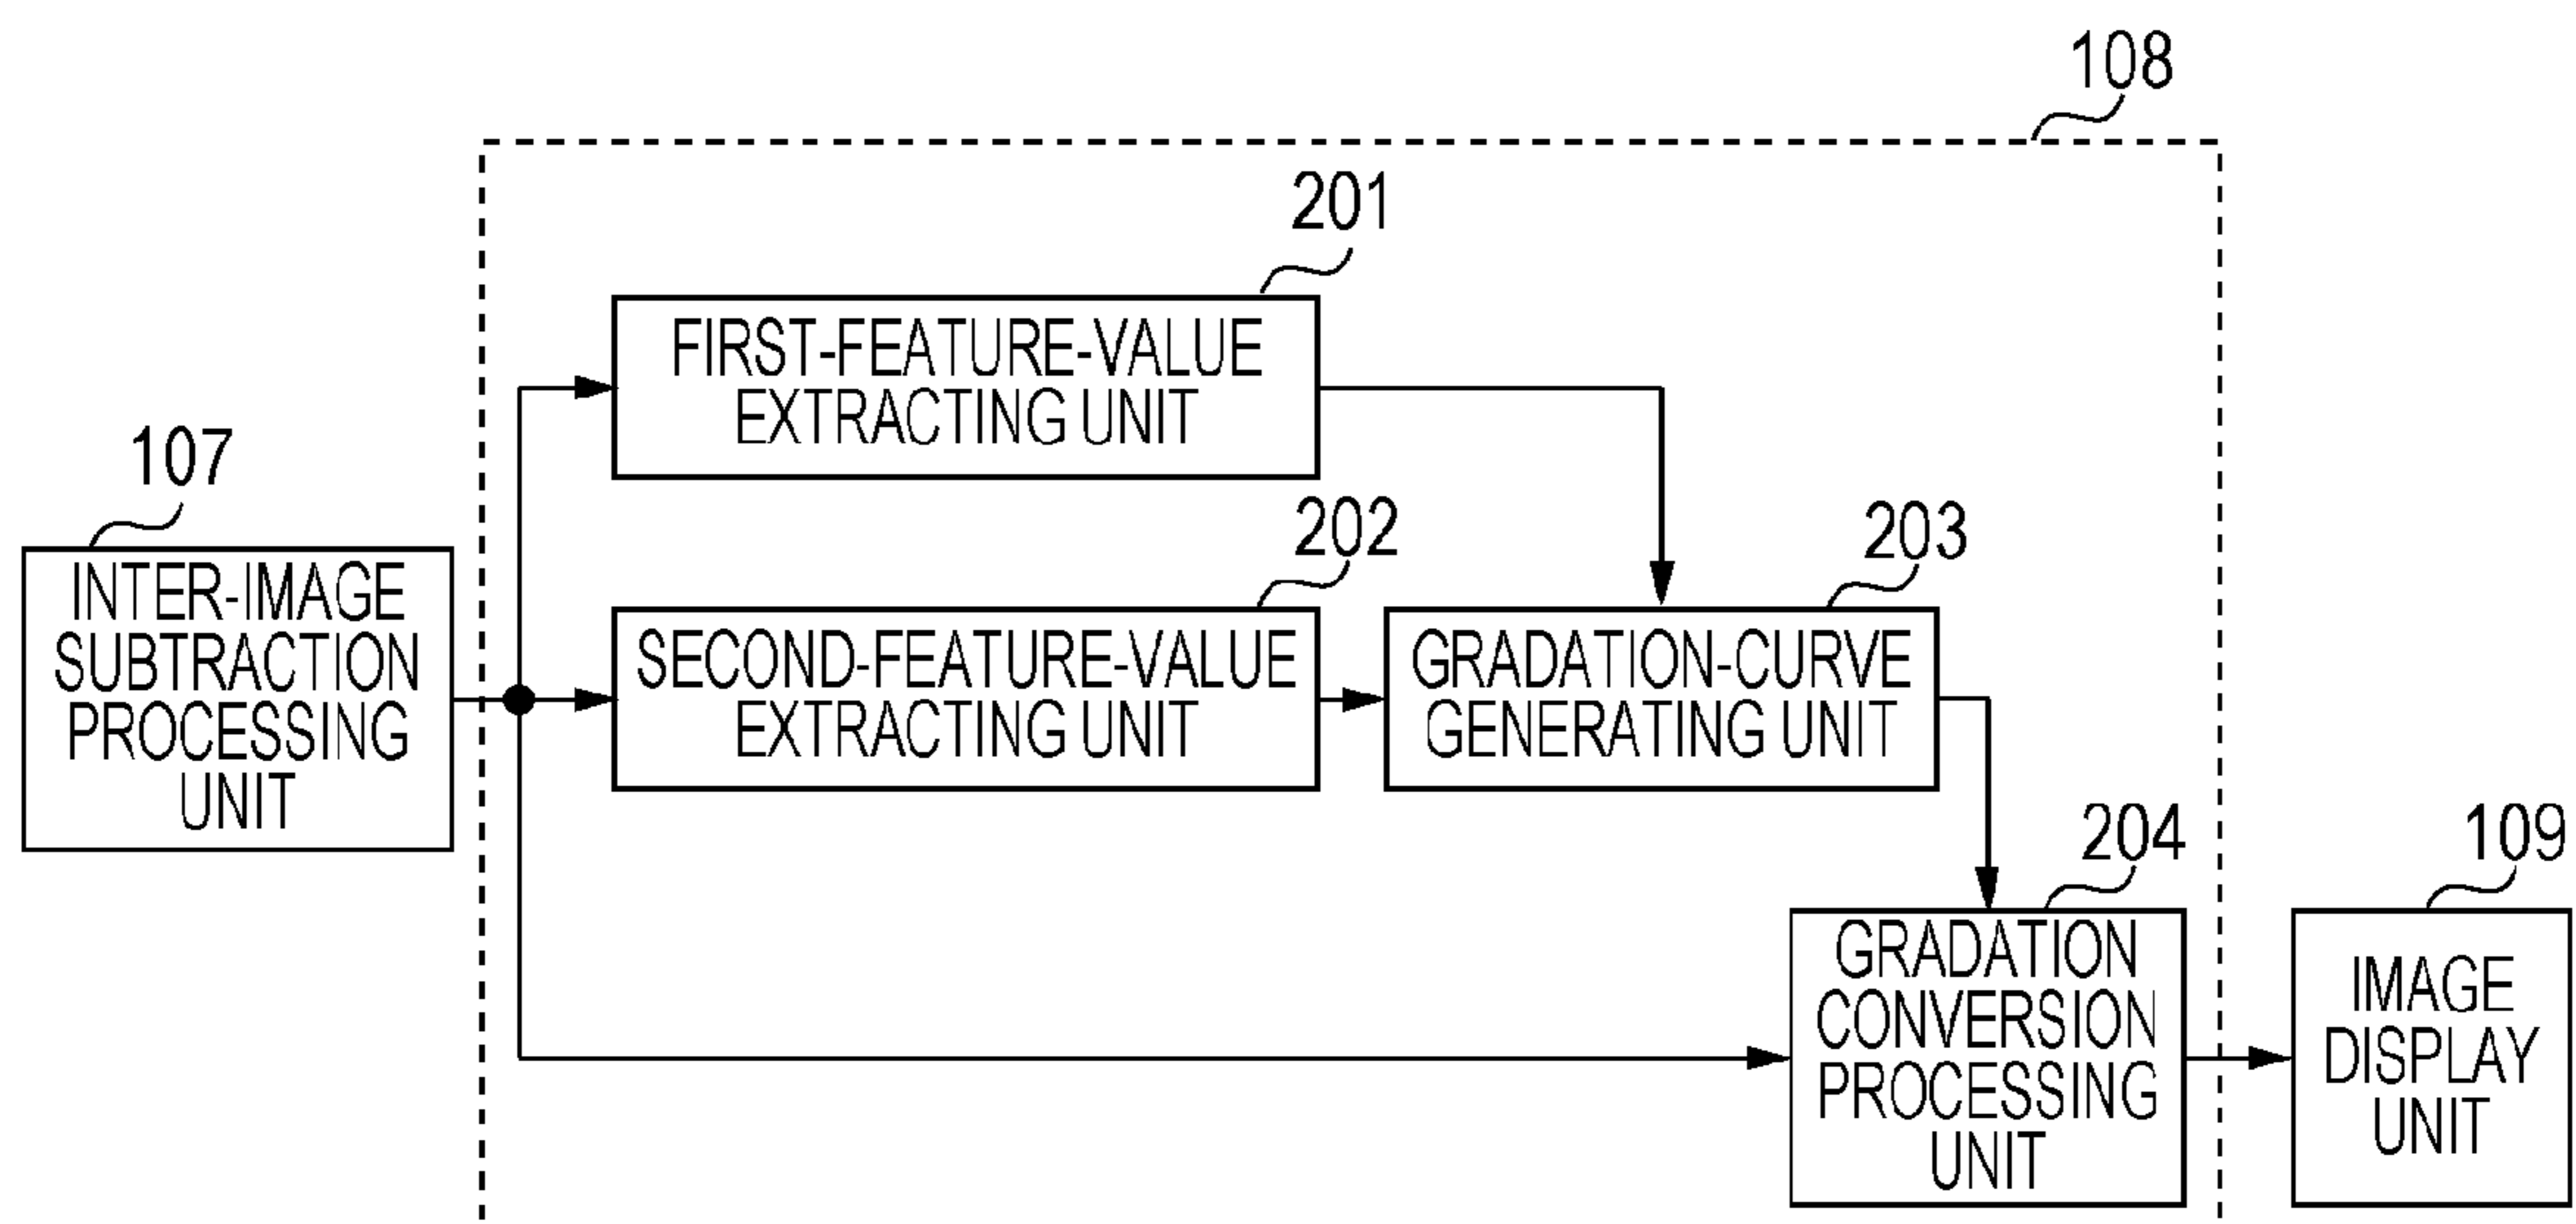 108
201
FIRST-FEATURE-VALUE
EXTRACTING UNIT
107
INTER-IMAGE
SUBTRACTION
PROCESSING
UNIT
202
SECOND-FEATURE-VALUE
EXTRACTING UNIT
203
GRADATION-CURVE
GENERATING UNIT
204
GRADATION
CONVERSION
PROCESSING
UNIT
109
IMAGE
DISPLAY
UNIT